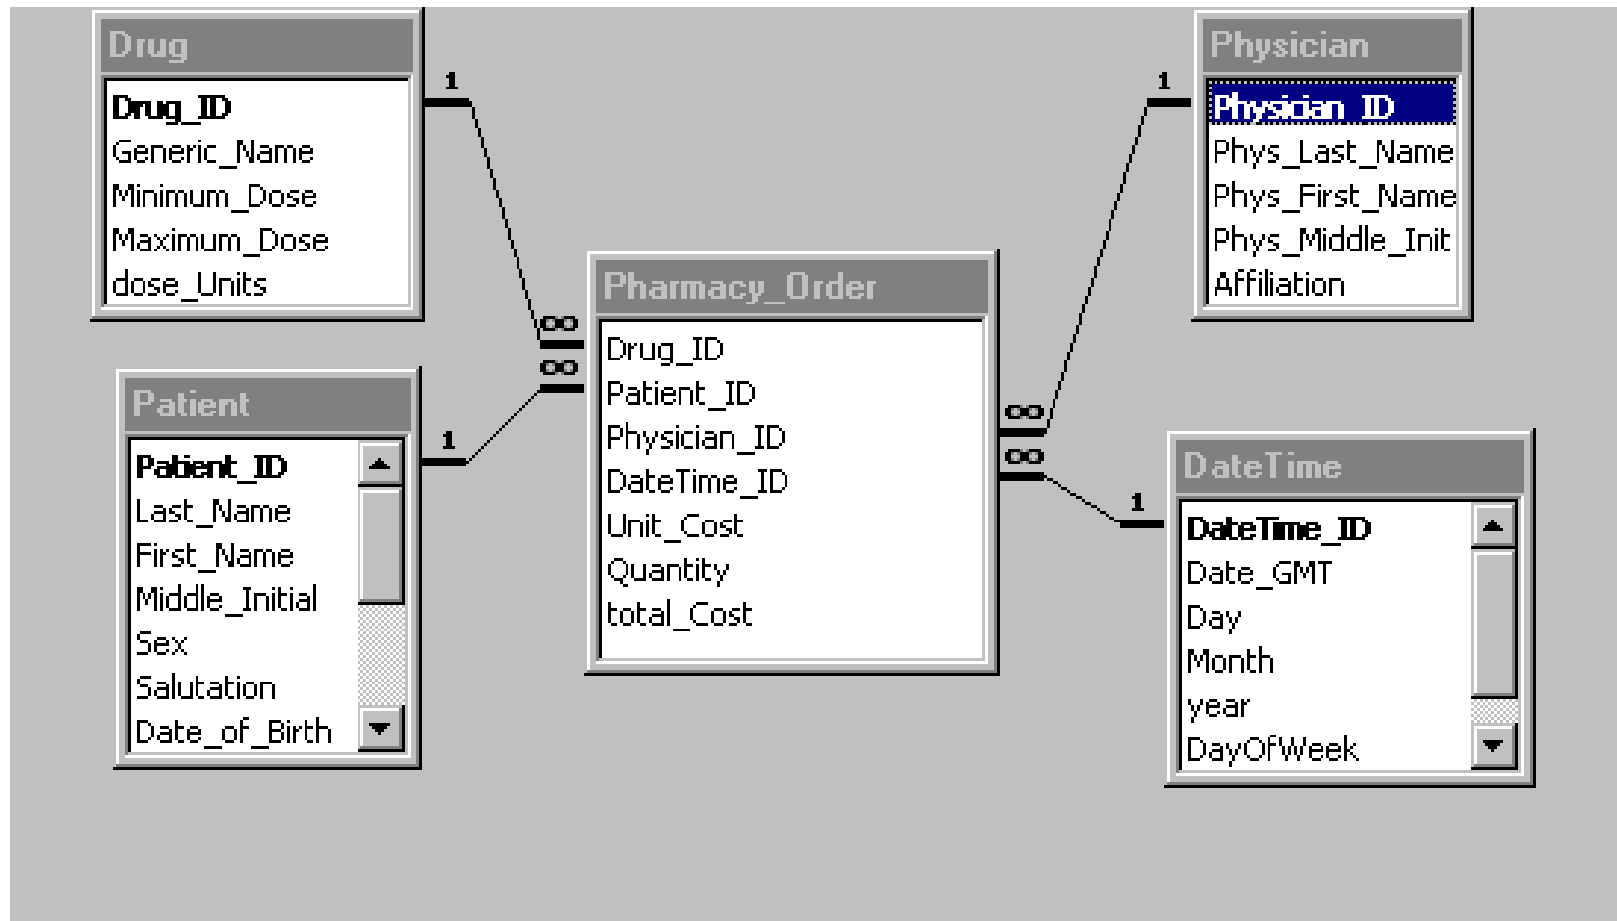 Drug
Drug_ID
Generic_Name
Minimum_Dose
Maximum_Dose
dose_Units
1
Physician
Physician_ID
Phys_Last_Name
Phys_First_Name
Phys_Middle_Init
Affiliation
1
Pharmacy_Order
Drug_ID
Patient_ID
Physician_ID
DateTime_ID
Unit_Cost
Quantity
total_Cost
∞
∞
∞
∞
Patient
Patient_ID
Last_Name
First_Name
Middle_Initial
Sex
Salutation
Date_of_Birth
1
DateTime
DateTime_ID
Date_GMT
Day
Month
year
DayOfWeek
1